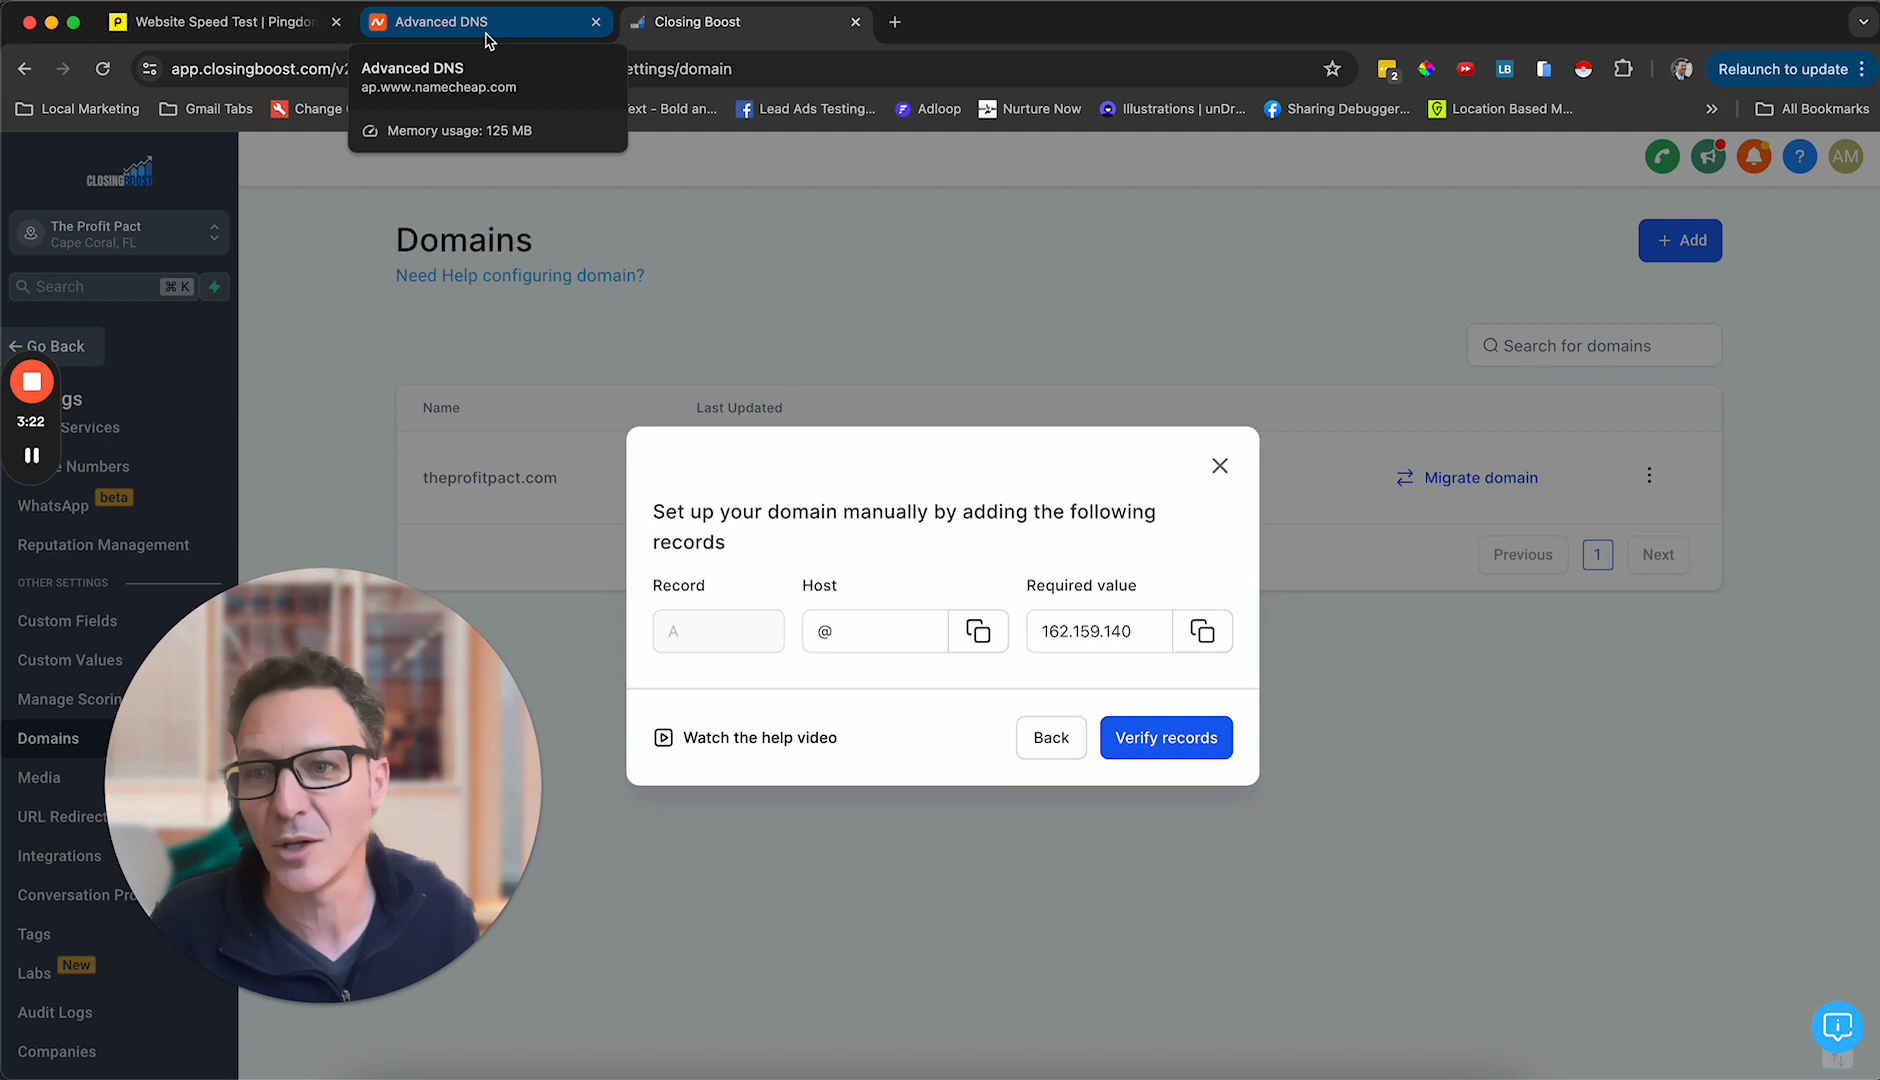 Website Speed Test | Pingdon
Advanced DNS
Closing Boost
app.closingboost.com/v2
ettings/domain
2
LB
Relaunch to update
Advanced DNS
ap.www.namecheap.com
Memory usage: 125 MB
Local Marketing
Gmail Tabs
Change
ext - Bold an...
Lead Ads Testing...
Adloop
Nurture Now
Illustrations | unDr...
Sharing Debugger...
Location Based M...
All Bookmarks
CLOSINGBOOST
AM
The Profit Pact
Cape Coral, FL
Search
⌘ K
Go Back
gs
Services
e Numbers
WhatsApp
beta
Reputation Management
OTHER SETTINGS
Custom Fields
Custom Values
Manage Scorin
Domains
Media
URL Redirect
Integrations
Conversation Pro
Tags
Labs
New
Audit Logs
Companies
3:22
Domains
Need Help configuring domain?
+ Add
Search for domains
Name
Last Updated
theprofitpact.com
Migrate domain
Previous
1
Next
Set up your domain manually by adding the following
records
Record
Host
Required value
A
@
162.159.140
Watch the help video
Back
Verify records